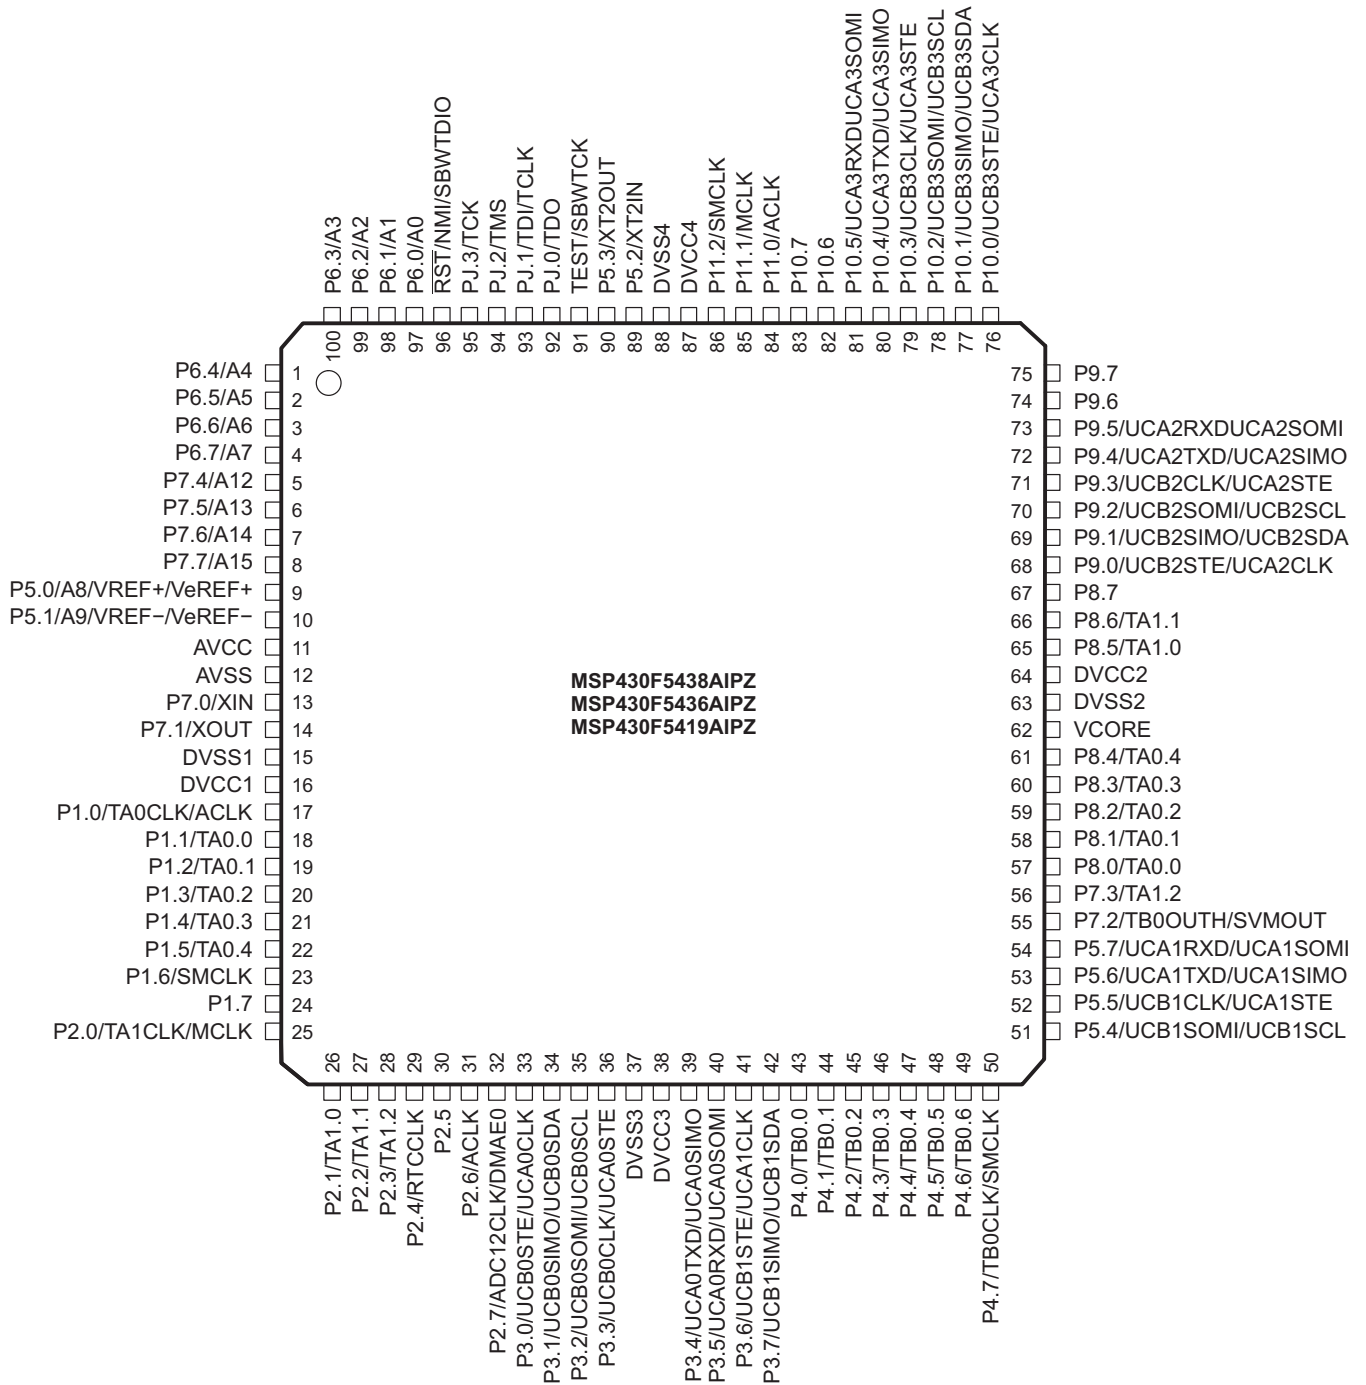 P6.3/A3
P6.2/A2
P6.1/A1
P6.0/A0
RST/NMI/SBWTDIO
PJ.3/TCK
PJ.2/TMS
PJ.1/TDI/TCLK
PJ.0/TDO
TEST/SBWTCK
P5.3/XT2OUT
P5.2/XT2IN
DVSS4
DVCC4
P11.2/SMCLK
P11.1/MCLK
P11.0/ACLK
P10.7
P10.6
P10.5/UCA3RXDUCA3SOMI
P10.4/UCA3TXD/UCA3SIMO
P10.3/UCB3CLK/UCA3STE
P10.2/UCB3SOMI/UCB3SCL
P10.1/UCB3SIMO/UCB3SDA
P10.0/UCB3STE/UCA3CLK
100
99
98
97
96
95
94
93
92
91
90
89
88
87
86
85
84
83
82
81
80
79
78
77
76
P6.4/A4 1
P6.5/A5 2
P6.6/A6 3
P6.7/A7 4
P7.4/A12 5
P7.5/A13 6
P7.6/A14 7
P7.7/A15 8
P5.0/A8/VREF+/VeREF+ 9
P5.1/A9/VREF−/VeREF− 10
AVCC 11
AVSS 12
P7.0/XIN 13
P7.1/XOUT 14
DVSS1 15
DVCC1 16
P1.0/TA0CLK/ACLK 17
P1.1/TA0.0 18
P1.2/TA0.1 19
P1.3/TA0.2 20
P1.4/TA0.3 21
P1.5/TA0.4 22
P1.6/SMCLK 23
P1.7 24
P2.0/TA1CLK/MCLK 25
MSP430F5438AIPZ
MSP430F5436AIPZ
MSP430F5419AIPZ
75 P9.7
74 P9.6
73 P9.5/UCA2RXDUCA2SOMI
72 P9.4/UCA2TXD/UCA2SIMO
71 P9.3/UCB2CLK/UCA2STE
70 P9.2/UCB2SOMI/UCB2SCL
69 P9.1/UCB2SIMO/UCB2SDA
68 P9.0/UCB2STE/UCA2CLK
67 P8.7
66 P8.6/TA1.1
65 P8.5/TA1.0
64 DVCC2
63 DVSS2
62 VCORE
61 P8.4/TA0.4
60 P8.3/TA0.3
59 P8.2/TA0.2
58 P8.1/TA0.1
57 P8.0/TA0.0
56 P7.3/TA1.2
55 P7.2/TB0OUTH/SVMOUT
54 P5.7/UCA1RXD/UCA1SOMI
53 P5.6/UCA1TXD/UCA1SIMO
52 P5.5/UCB1CLK/UCA1STE
51 P5.4/UCB1SOMI/UCB1SCL
26
27
28
29
30
31
32
33
34
35
36
37
38
39
40
41
42
43
44
45
46
47
48
49
50
P2.1/TA1.0
P2.2/TA1.1
P2.3/TA1.2
P2.4/RTCCLK
P2.5
P2.6/ACLK
P2.7/ADC12CLK/DMAE0
P3.0/UCB0STE/UCA0CLK
P3.1/UCB0SIMO/UCB0SDA
P3.2/UCB0SOMI/UCB0SCL
P3.3/UCB0CLK/UCA0STE
DVSS3
DVCC3
P3.4/UCA0TXD/UCA0SIMO
P3.5/UCA0RXD/UCA0SOMI
P3.6/UCB1STE/UCA1CLK
P3.7/UCB1SIMO/UCB1SDA
P4.0/TB0.0
P4.1/TB0.1
P4.2/TB0.2
P4.3/TB0.3
P4.4/TB0.4
P4.5/TB0.5
P4.6/TB0.6
P4.7/TB0CLK/SMCLK